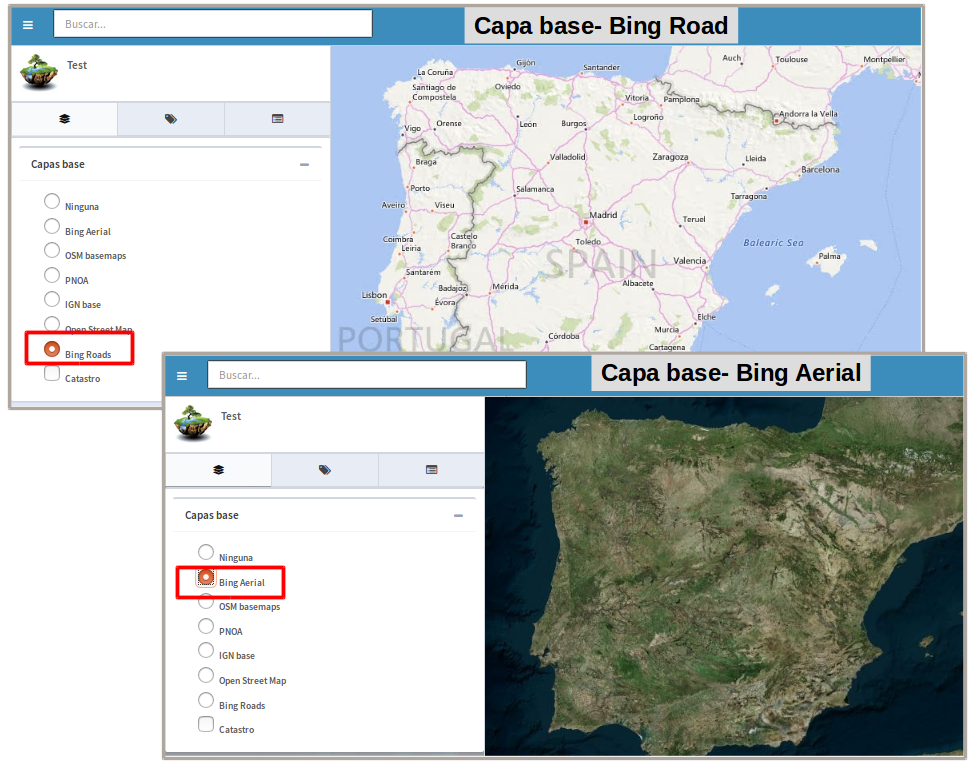 Buscar...
Capa base- Bing Road
Test
Capas base
Ninguna
Bing Aerial
OSM basemaps
PNOA
IGN base
Open Street Map
Bing Roads
Catastro
Gijón
La Coruña
Santander
Auch
Toulouse
Montpellier
Oviedo
Santiago de
Compostela
Vitoria
Pamplona
Andorra la Vella
Logroño
Vigo
Orense
León
Burgos
Braga
Valladolid
Zaragoza
Lleida
Barcelona
Porto
Salamanca
Tarragona
Aveiro
Viseu
Madrid
Teruel
Coimbra
Castelo
Branco
Toledo
Balearic Sea
Leiria
SPAIN
Valencia
Palma
Santarém
Albacete
Lisbon
Badajoz
Mérida
Évora
Setúbal
Elche
PORTUGAL
Córdoba
Murcia
Cartagena
Buscar...
Capa base- Bing Aerial
Test
Capas base
Ninguna
Bing Aerial
OSM basemaps
PNOA
IGN base
Open Street Map
Bing Roads
Catastro